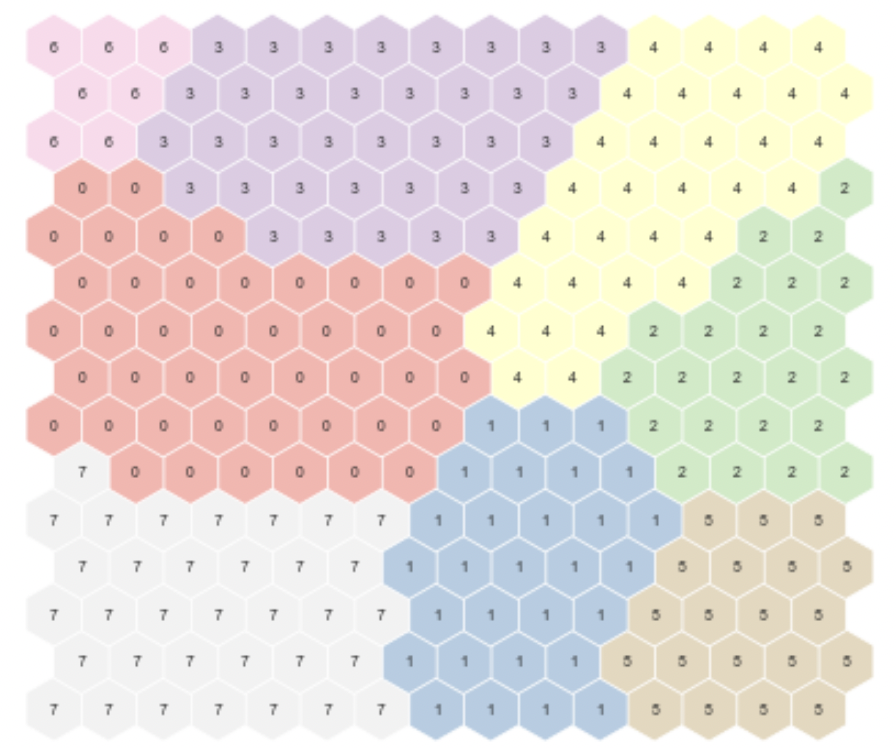 6 6 6 3 3 3 3 3 3 3 3 4 4 4 4
6 6 3 3 3 3 3 3 3 3 4 4 4 4 4
6 6 3 3 3 3 3 3 3 3 4 4 4 4 4
0 0 3 3 3 3 3 3 3 4 4 4 4 4 2
0 0 0 0 3 3 3 3 3 4 4 4 4 2 2
0 0 0 0 0 0 0 0 4 4 4 4 2 2 2
0 0 0 0 0 0 0 0 4 4 4 2 2 2 2
0 0 0 0 0 0 0 0 4 4 2 2 2 2 2
0 0 0 0 0 0 0 0 1 1 1 2 2 2 2
7 0 0 0 0 0 0 1 1 1 1 2 2 2 2
7 7 7 7 7 7 7 1 1 1 1 1 5 5 5
7 7 7 7 7 7 1 1 1 1 1 5 5 5 5
7 7 7 7 7 7 7 1 1 1 1 5 5 5 5
7 7 7 7 7 7 1 1 1 1 5 5 5 5 5
7 7 7 7 7 7 7 1 1 1 1 5 5 5 5